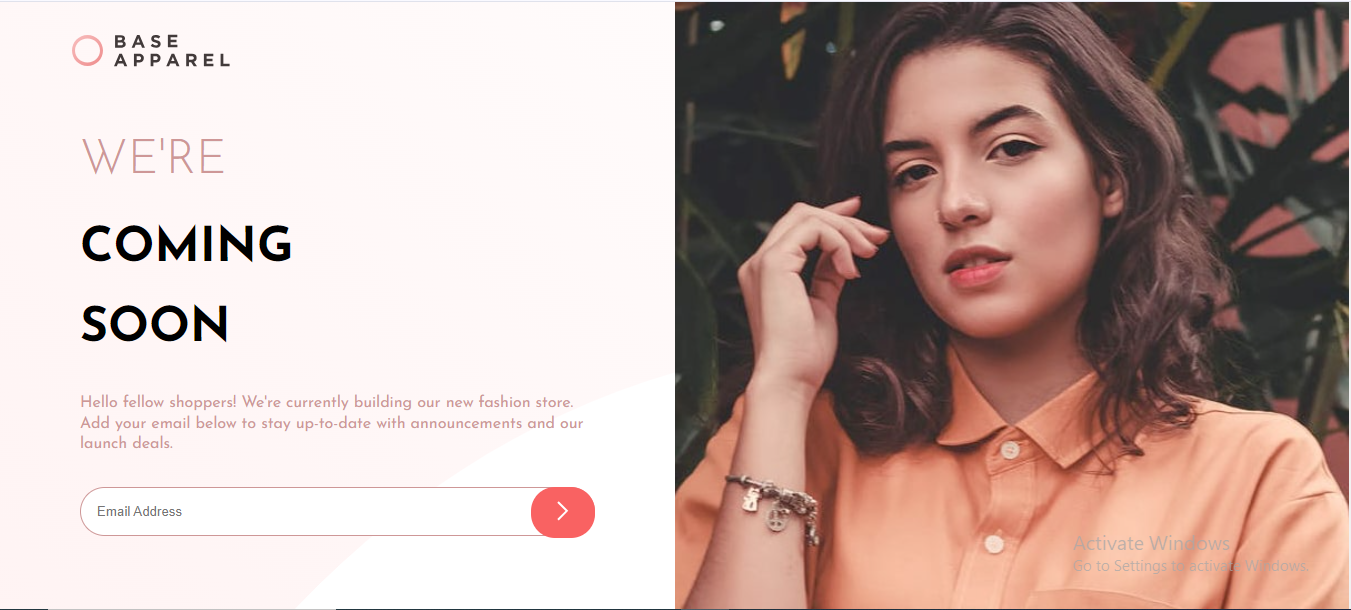 BASE
APPAREL
WE'RE
COMING
SOON
Hello fellow shoppers! We're currently building our new fashion store.
Add your email below to stay up-to-date with announcements and our
launch deals.
Email Address
Activate Windows
Go to Settings to activate Windows.